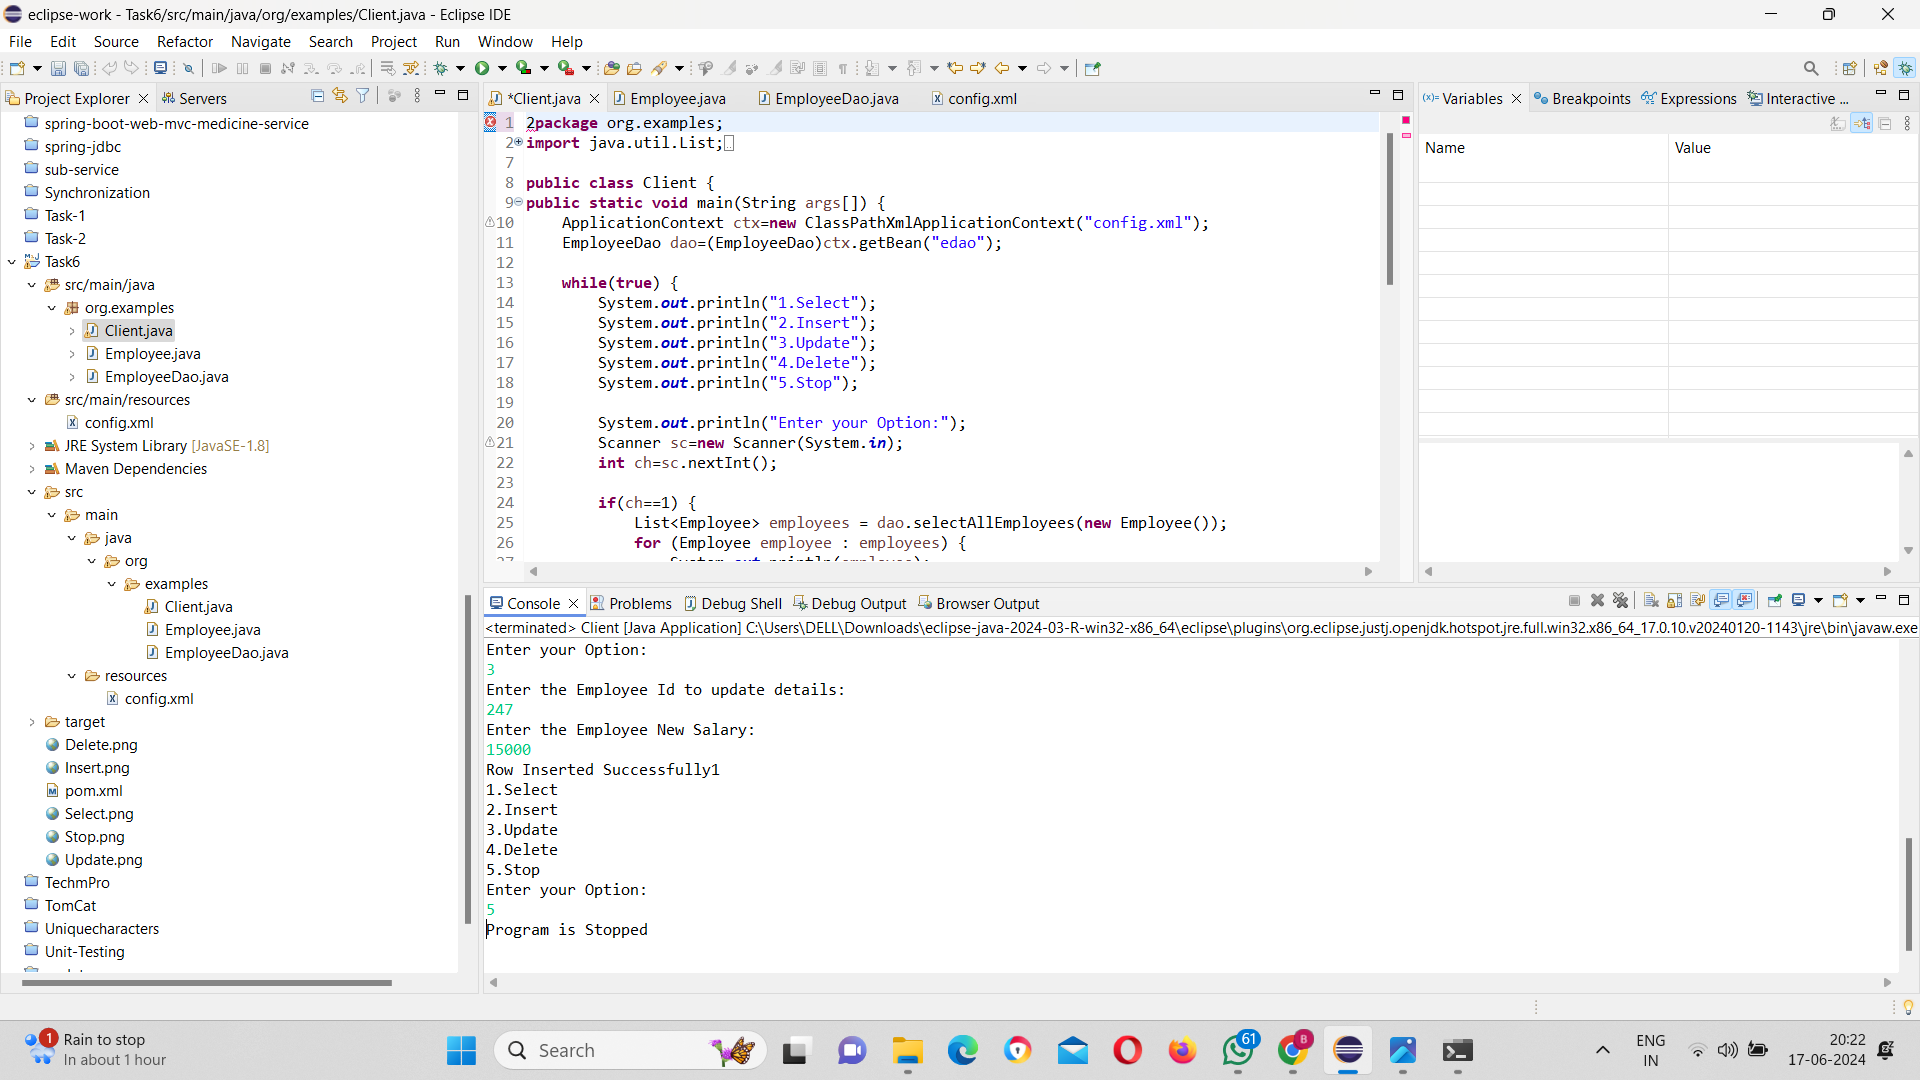 eclipse-work - Task6/src/main/java/org/examples/Client.java - Eclipse IDE
File Edit Source Refactor Navigate Search Project Run Window Help
Project Explorer
Servers
spring-boot-web-mvc-medicine-service
spring-jdbc
sub-service
Synchronization
Task-1
Task-2
Task6
src/main/java
org.examples
Client.java
Employee.java
EmployeeDao.java
src/main/resources
config.xml
JRE System Library [JavaSE-1.8]
Maven Dependencies
src
main
java
org
examples
Client.java
Employee.java
EmployeeDao.java
resources
config.xml
target
Delete.png
Insert.png
pom.xml
Select.png
Stop.png
Update.png
TechmPro
TomCat
Uniquecharacters
Unit-Testing
*Client.java Employee.java EmployeeDao.java config.xml
1 2package org.examples;
2 import java.util.List;
7
8 public class Client {
9 public static void main(String args[]) {
10 ApplicationContext ctx=new ClassPathXmlApplicationContext("config.xml");
11 EmployeeDao dao=(EmployeeDao)ctx.getBean("edao");
12
13 while(true) {
14 System.out.println("1.Select");
15 System.out.println("2.Insert");
16 System.out.println("3.Update");
17 System.out.println("4.Delete");
18 System.out.println("5.Stop");
19
20 System.out.println("Enter your Option:");
21 Scanner sc=new Scanner(System.in);
22 int ch=sc.nextInt();
23
24 if(ch==1) {
25 List<Employee> employees = dao.selectAllEmployees(new Employee());
26 for (Employee employee : employees) {
Variables Breakpoints Expressions Interactive ...
Name Value
Console Problems Debug Shell Debug Output Browser Output
<terminated> Client [Java Application] C:\Users\DELL\Downloads\eclipse-java-2024-03-R-win32-x86_64\eclipse\plugins\org.eclipse.justj.openjdk.hotspot.jre.full.win32.x86_64_17.0.10.v20240120-1143\jre\bin\javaw.exe
Enter your Option:
3
Enter the Employee Id to update details:
247
Enter the Employee New Salary:
15000
Row Inserted Successfully1
1.Select
2.Insert
3.Update
4.Delete
5.Stop
Enter your Option:
5
Program is Stopped
1
Rain to stop
In about 1 hour
Search
61
B
ENG
IN
20:22
17-06-2024